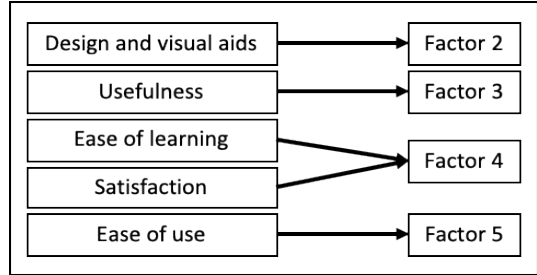 Design and visual aids
Factor 2
Usefulness
Factor 3
Ease of learning
Factor 4
Satisfaction
Ease of use
Factor 5